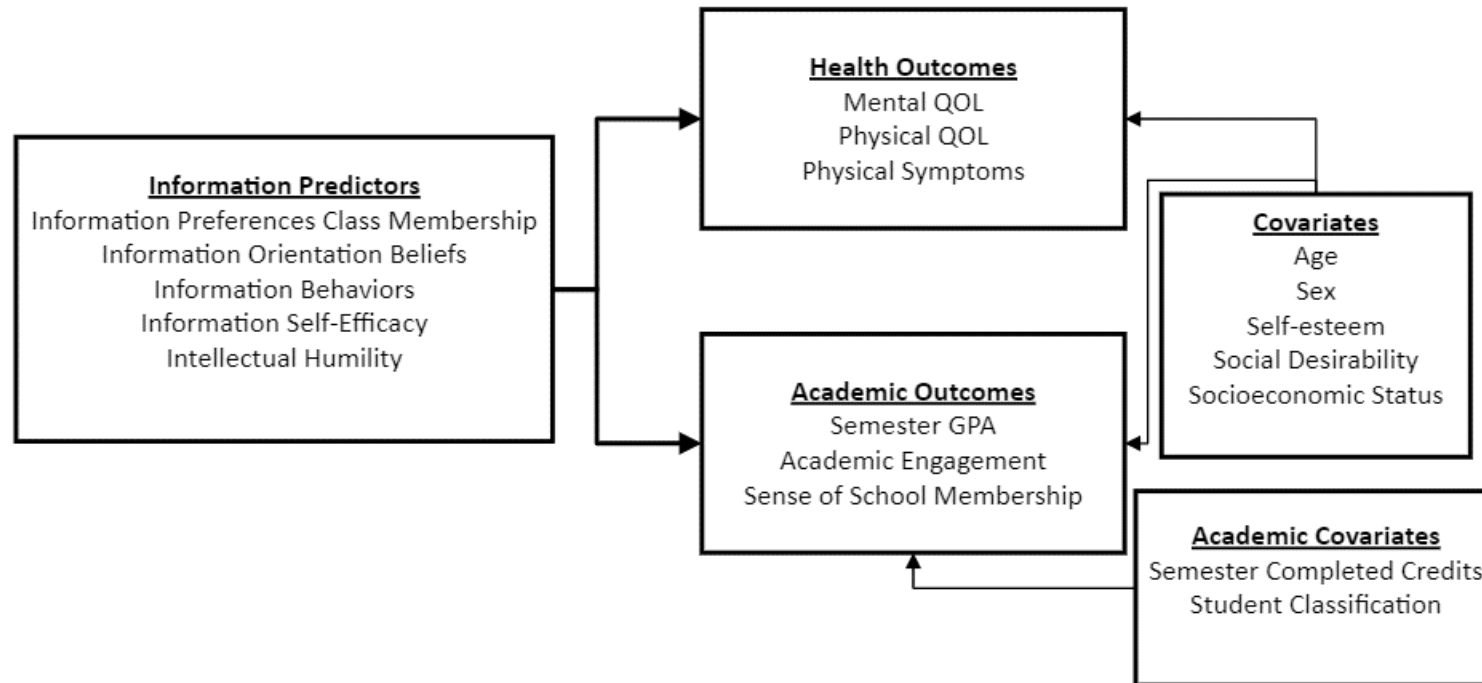 Information Predictors
Information Preferences Class Membership
Information Orientation Beliefs
Information Behaviors
Information Self-Efficacy
Intellectual Humility
Health Outcomes
Mental QOL
Physical QOL
Physical Symptoms
Academic Outcomes
Semester GPA
Academic Engagement
Sense of School Membership
Covariates
Age
Sex
Self-esteem
Social Desirability
Socioeconomic Status
Academic Covariates
Semester Completed Credits
Student Classification